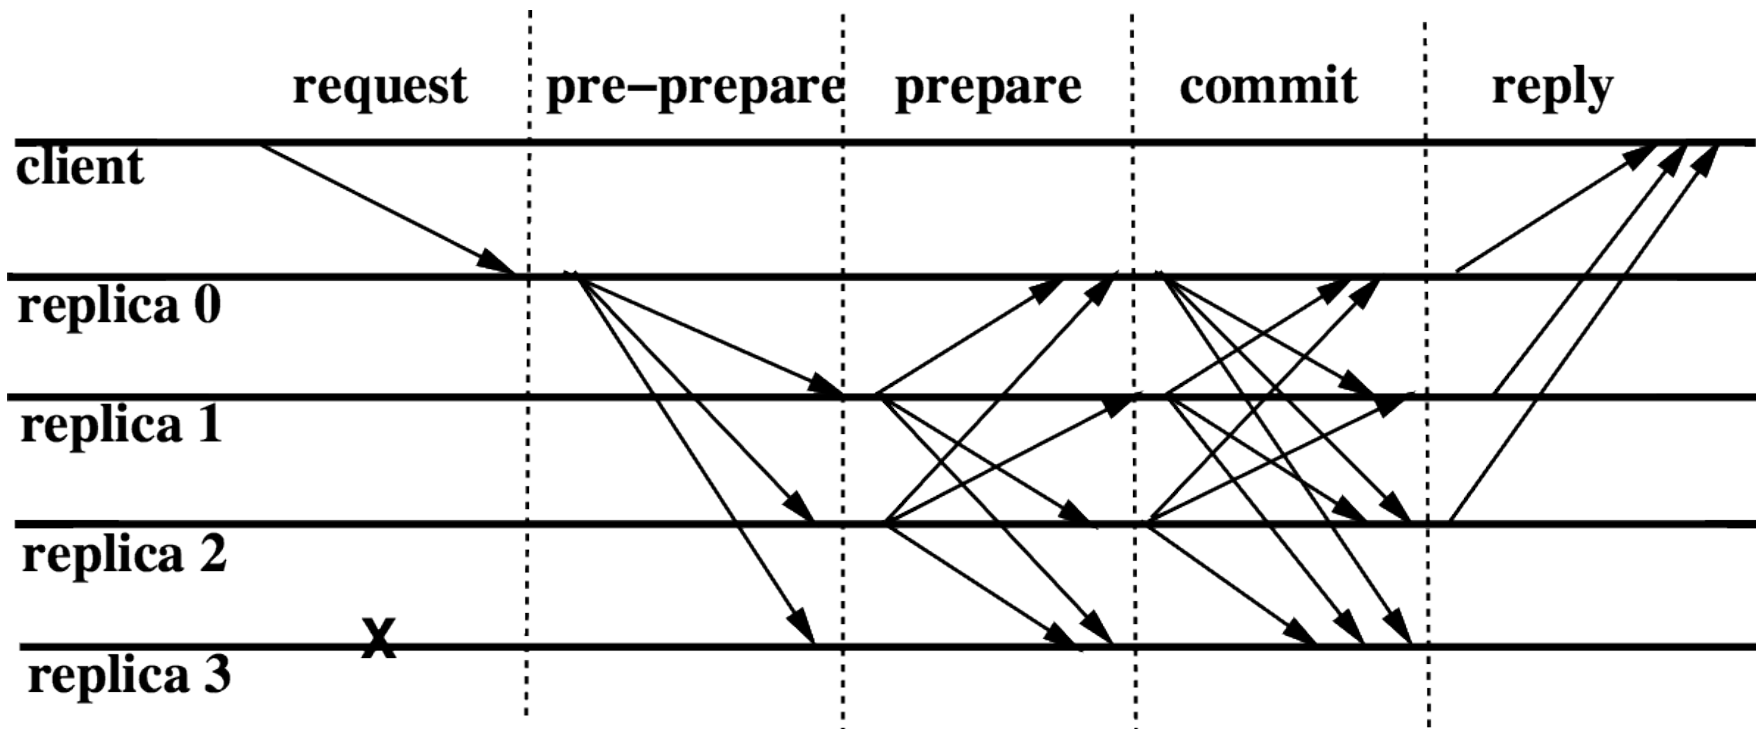 request pre–prepare prepare commit reply
client
replica 0
replica 1
replica 2
X
replica 3